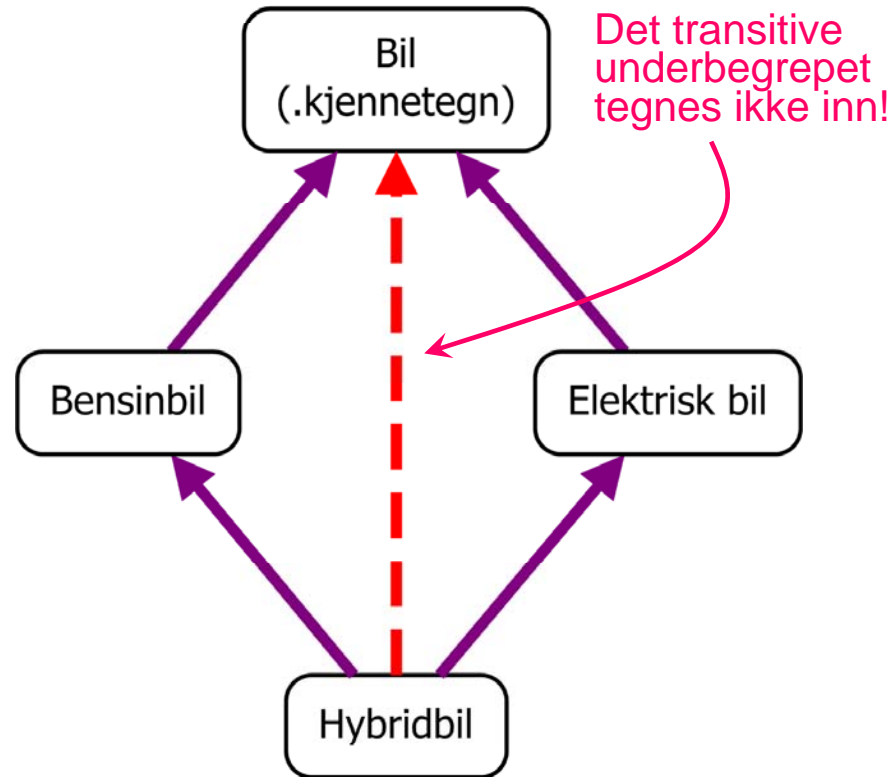 Bil
(.kjennetegn)
Det transitive
underbegrepet
tegnes ikke inn!
Bensinbil
Elektrisk bil
Hybridbil